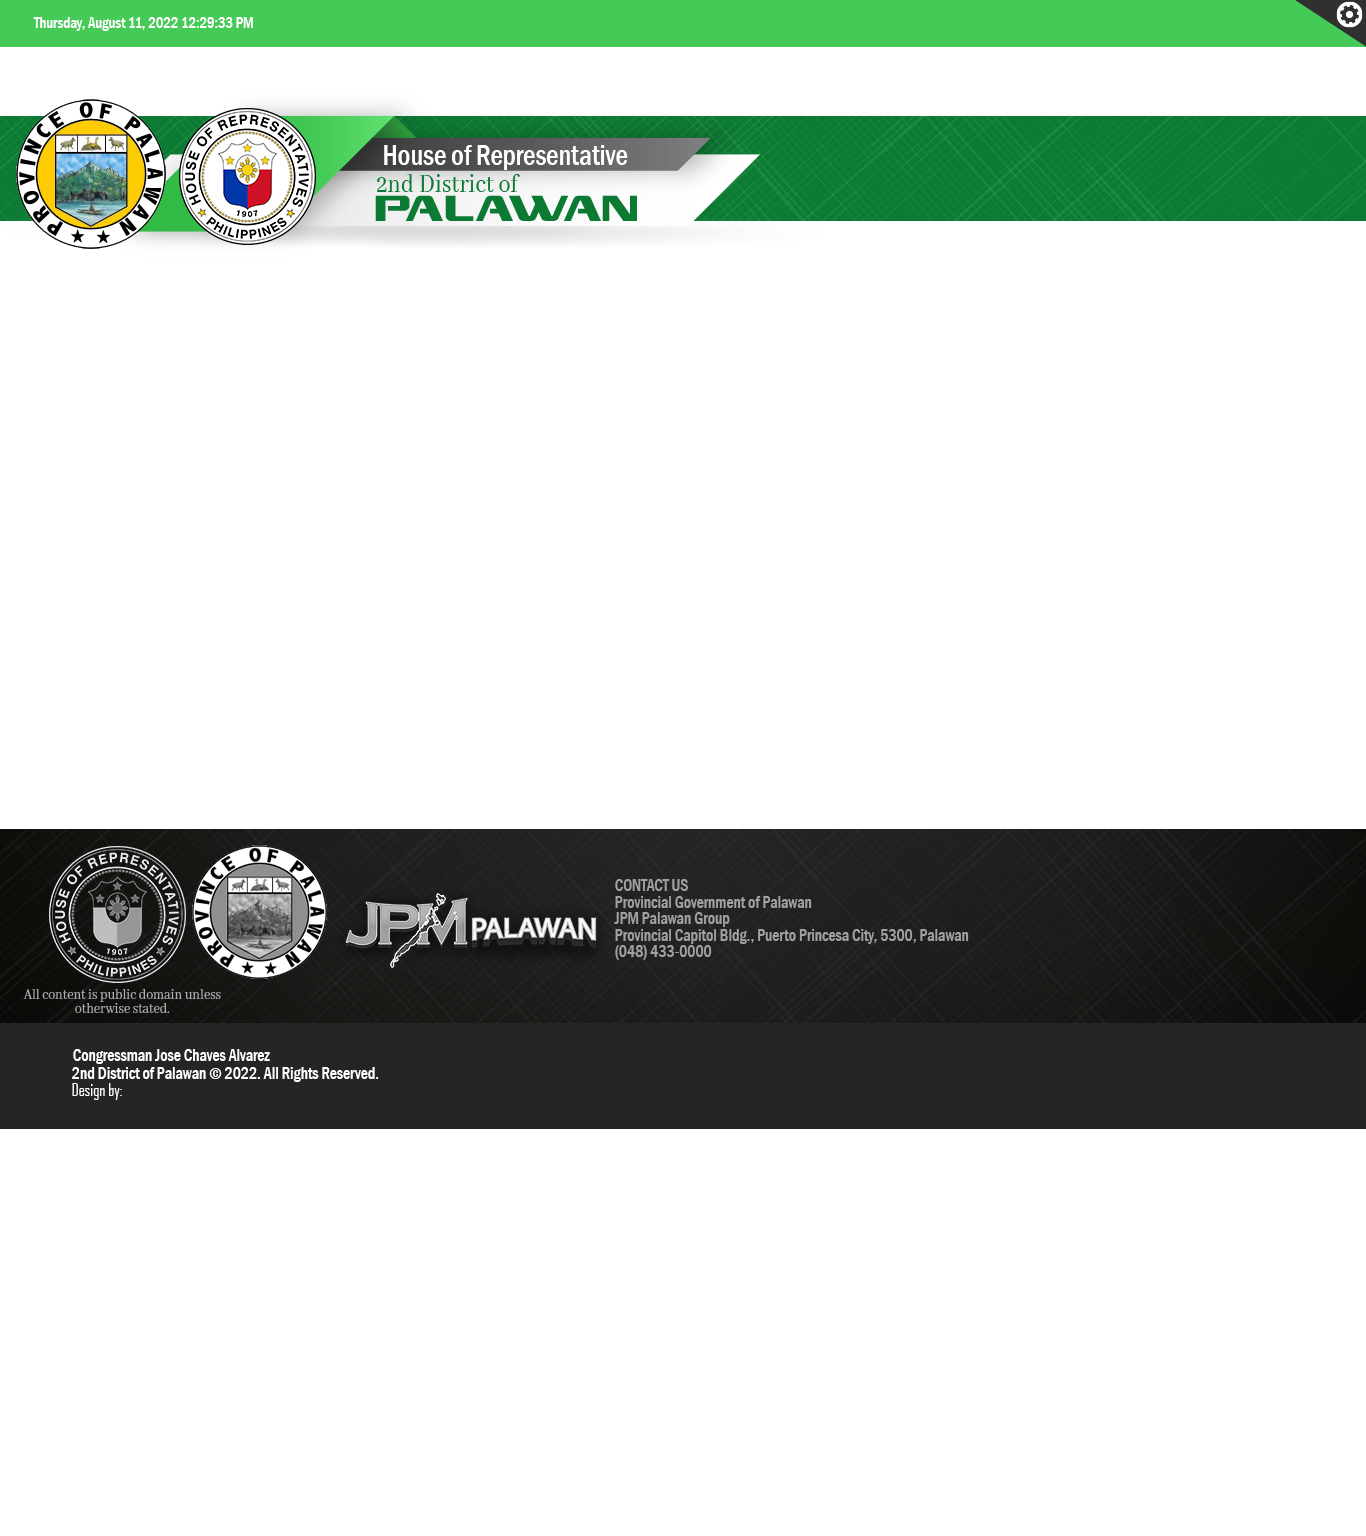 Thursday, August 11, 2022 12:29:33 PM
PROVINCE OF PALAWAN
HOUSE OF REPRESENTATIVES
PHILIPPINES
1907
House of Representative
2nd District of
PALAWAN
HOUSE OF REPRESENTATIVES
PHILIPPINES
1907
PROVINCE OF PALAWAN
JPM PALAWAN
All content is public domain unless
otherwise stated.
CONTACT US
Provincial Government of Palawan
JPM Palawan Group
Provincial Capitol Bldg., Puerto Princesa City, 5300, Palawan
(048) 433-0000
Congressman Jose Chaves Alvarez
2nd District of Palawan © 2022. All Rights Reserved.
Design by: